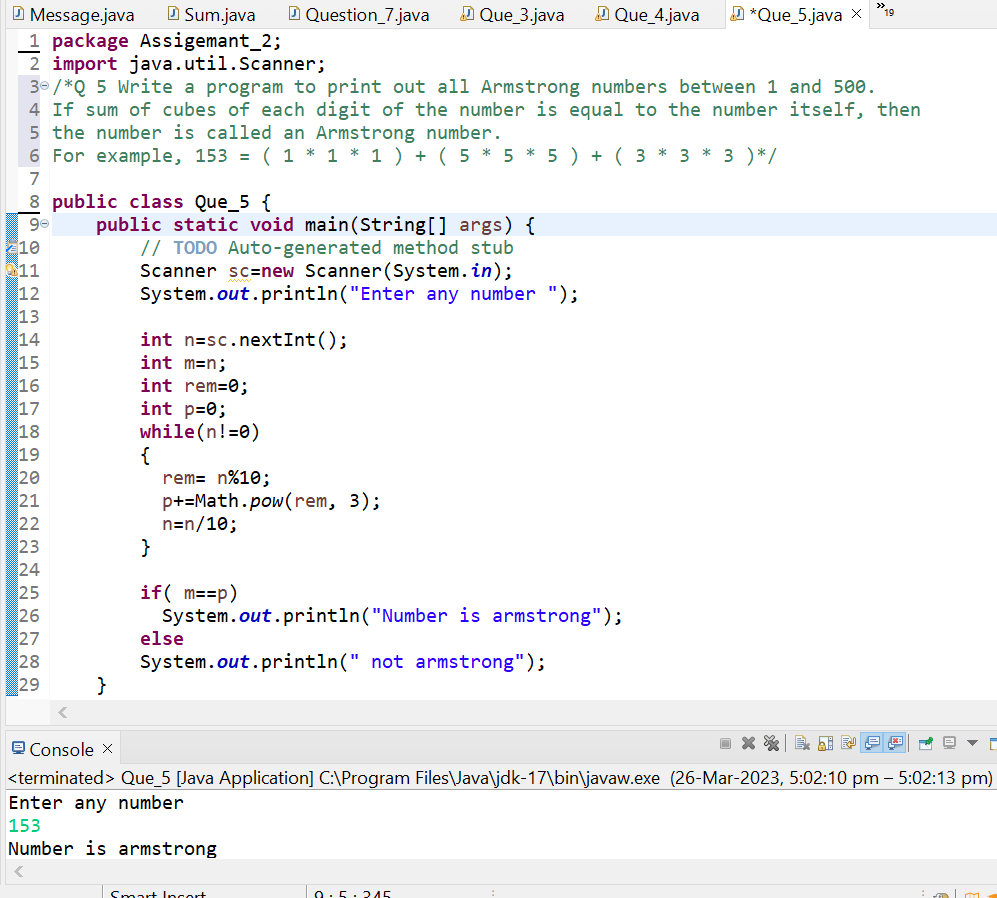 Message.java Sum.java Question_7.java Que_3.java Que_4.java *Que_5.java × »19
1 package Assigemant_2;
2 import java.util.Scanner;
3 /*Q 5 Write a program to print out all Armstrong numbers between 1 and 500.
4 If sum of cubes of each digit of the number is equal to the number itself, then
5 the number is called an Armstrong number.
6 For example, 153 = ( 1 * 1 * 1 ) + ( 5 * 5 * 5 ) + ( 3 * 3 * 3 )*/
7
8 public class Que_5 {
9     public static void main(String[] args) {
10         // TODO Auto-generated method stub
11         Scanner sc=new Scanner(System.in);
12         System.out.println("Enter any number ");
13
14         int n=sc.nextInt();
15         int m=n;
16         int rem=0;
17         int p=0;
18         while(n!=0)
19         {
20           rem= n%10;
21           p+=Math.pow(rem, 3);
22           n=n/10;
23         }
24
25         if( m==p)
26           System.out.println("Number is armstrong");
27         else
28         System.out.println(" not armstrong");
29     }
Console ×
<terminated> Que_5 [Java Application] C:\Program Files\Java\jdk-17\bin\javaw.exe (26-Mar-2023, 5:02:10 pm – 5:02:13 pm)
Enter any number
153
Number is armstrong
Smart Insert 9 : 5 : 345